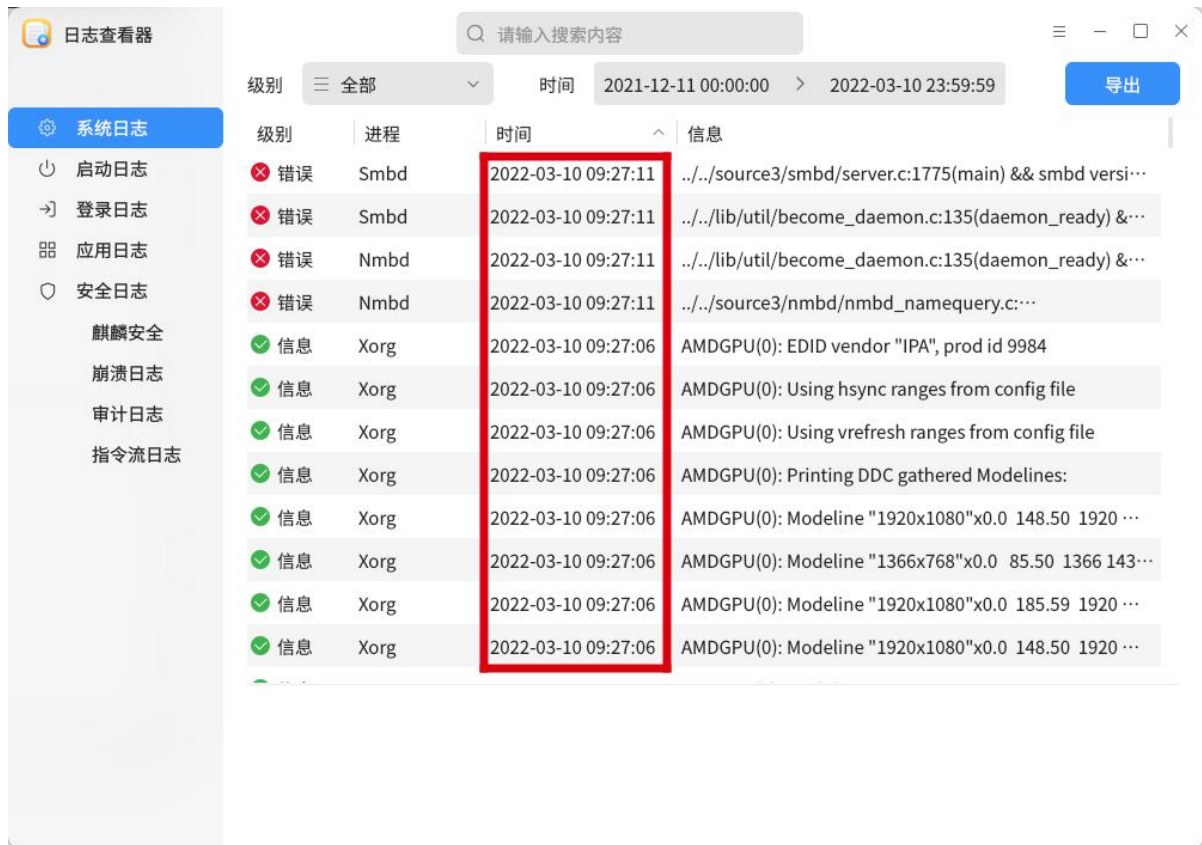 日志查看器
请输入搜索内容
级别 全部 时间 2021-12-11 00:00:00 > 2022-03-10 23:59:59 导出
系统日志
启动日志
登录日志
应用日志
安全日志
麒麟安全
崩溃日志
审计日志
指令流日志
级别 进程 时间 信息
错误 Smbd 2022-03-10 09:27:11 ../../source3/smbd/server.c:1775(main) && smbd versi···
错误 Smbd 2022-03-10 09:27:11 ../../lib/util/become_daemon.c:135(daemon_ready) &···
错误 Nmbd 2022-03-10 09:27:11 ../../lib/util/become_daemon.c:135(daemon_ready) &···
错误 Nmbd 2022-03-10 09:27:11 ../../source3/nmbd/nmbd_namequery.c:···
信息 Xorg 2022-03-10 09:27:06 AMDGPU(0): EDID vendor "IPA", prod id 9984
信息 Xorg 2022-03-10 09:27:06 AMDGPU(0): Using hsync ranges from config file
信息 Xorg 2022-03-10 09:27:06 AMDGPU(0): Using vrefresh ranges from config file
信息 Xorg 2022-03-10 09:27:06 AMDGPU(0): Printing DDC gathered Modelines:
信息 Xorg 2022-03-10 09:27:06 AMDGPU(0): Modeline "1920x1080"x0.0 148.50 1920 ···
信息 Xorg 2022-03-10 09:27:06 AMDGPU(0): Modeline "1366x768"x0.0 85.50 1366 143···
信息 Xorg 2022-03-10 09:27:06 AMDGPU(0): Modeline "1920x1080"x0.0 185.59 1920 ···
信息 Xorg 2022-03-10 09:27:06 AMDGPU(0): Modeline "1920x1080"x0.0 148.50 1920 ···